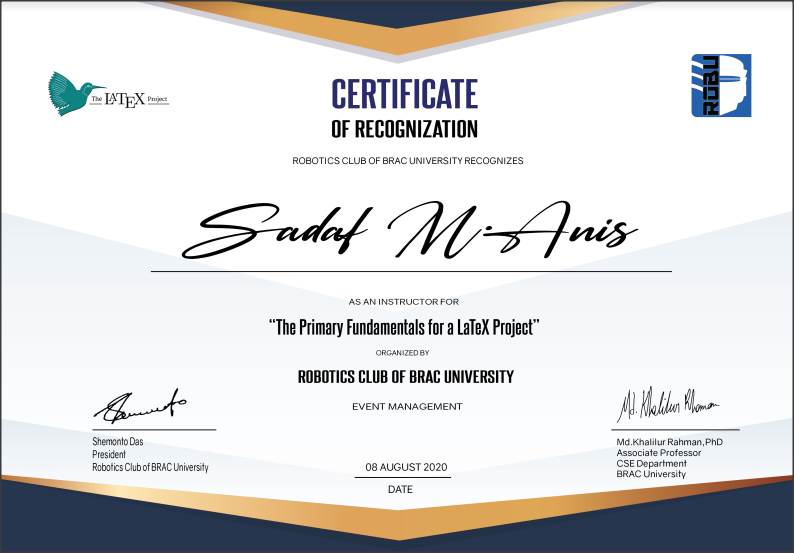 The LATEX Project
ROBU
CERTIFICATE
OF RECOGNIZATION
ROBOTICS CLUB OF BRAC UNIVERSITY RECOGNIZES
Sadaf M. Anis
AS AN INSTRUCTOR FOR
“The Primary Fundamentals for a LaTeX Project”
ORGANIZED BY
ROBOTICS CLUB OF BRAC UNIVERSITY
EVENT MANAGEMENT
Shemonto
Shemonto Das
President
Robotics Club of BRAC University
08 AUGUST 2020
DATE
Md. Khalilur Rhaman
Md.Khalilur Rahman,PhD
Associate Professor
CSE Department
BRAC University